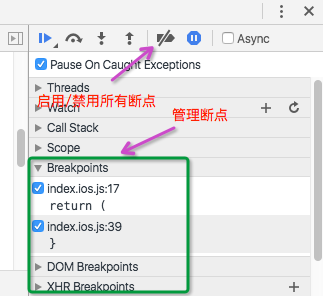 Async
Pause On Caught Exceptions
Threads
启用/禁用所有断点
Watch
管理断点
Call Stack
Scope
Breakpoints
index.ios.js:17
return (
index.ios.js:39
}
DOM Breakpoints
XHR Breakpoints